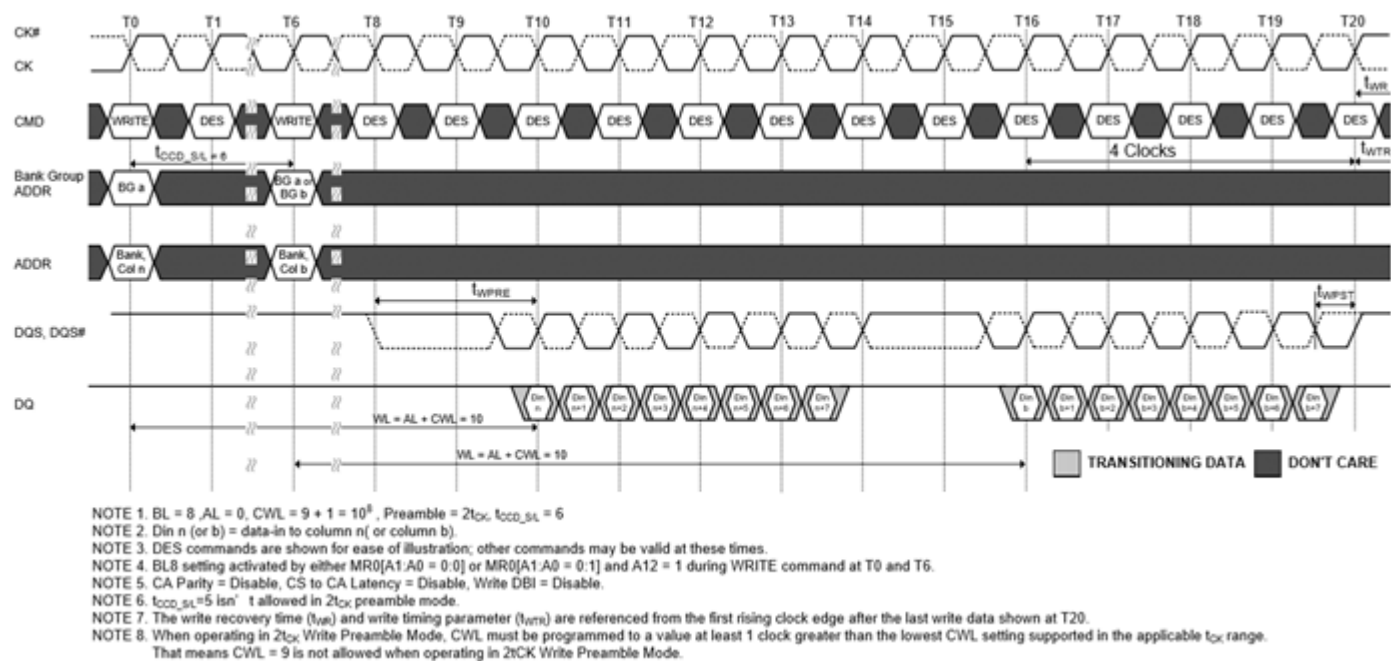 T0 T1 T6 T8 T9 T10 T11 T12 T13 T14 T15 T16 T17 T18 T19 T20
CK#
CK
tWR
CMD WRITE DES WRITE DES DES DES DES DES DES DES DES DES DES DES DES DES
tCCD_S/L = 6
4 Clocks
tWTR
Bank Group
ADDR
BG a
BG a or
BG b
ADDR
Bank,
Col n
Bank,
Col b
tWPRE
tWPST
DQS, DQS#
DQ
Din n
Din n+1
Din n+2
Din n+3
Din n+4
Din n+5
Din n+6
Din n+7
Din b
Din b+1
Din b+2
Din b+3
Din b+4
Din b+5
Din b+6
Din b+7
WL = AL + CWL = 10
WL = AL + CWL = 10
TRANSITIONING DATA
DON'T CARE
NOTE 1. BL = 8 ,AL = 0, CWL = 9 + 1 = 10⁸ , Preamble = 2tCK, tCCD_S/L = 6
NOTE 2. Din n (or b) = data-in to column n( or column b).
NOTE 3. DES commands are shown for ease of illustration; other commands may be valid at these times.
NOTE 4. BL8 setting activated by either MR0[A1:A0 = 0:0] or MR0[A1:A0 = 0:1] and A12 = 1 during WRITE command at T0 and T6.
NOTE 5. CA Parity = Disable, CS to CA Latency = Disable, Write DBI = Disable.
NOTE 6. tCCD_S/L=5 isn' t allowed in 2tCK preamble mode.
NOTE 7. The write recovery time (tWR) and write timing parameter (tWTR) are referenced from the first rising clock edge after the last write data shown at T20.
NOTE 8. When operating in 2tCK Write Preamble Mode, CWL must be programmed to a value at least 1 clock greater than the lowest CWL setting supported in the applicable tCK range.
That means CWL = 9 is not allowed when operating in 2tCK Write Preamble Mode.